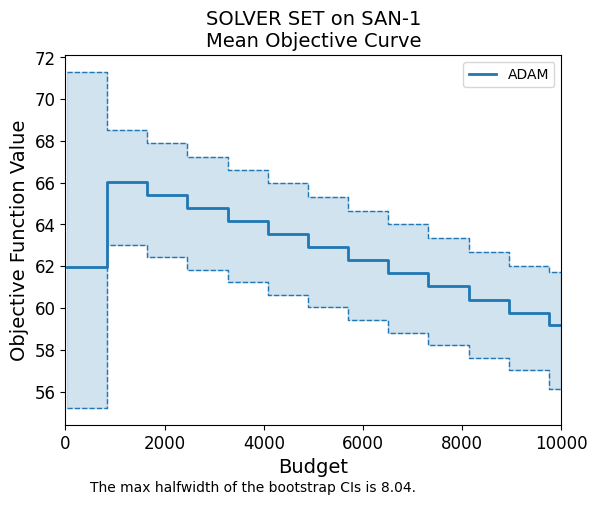 SOLVER SET on SAN-1
Mean Objective Curve
ADAM
Objective Function Value
72
70
68
66
64
62
60
58
56
0 2000 4000 6000 8000 10000
Budget
The max halfwidth of the bootstrap CIs is 8.04.